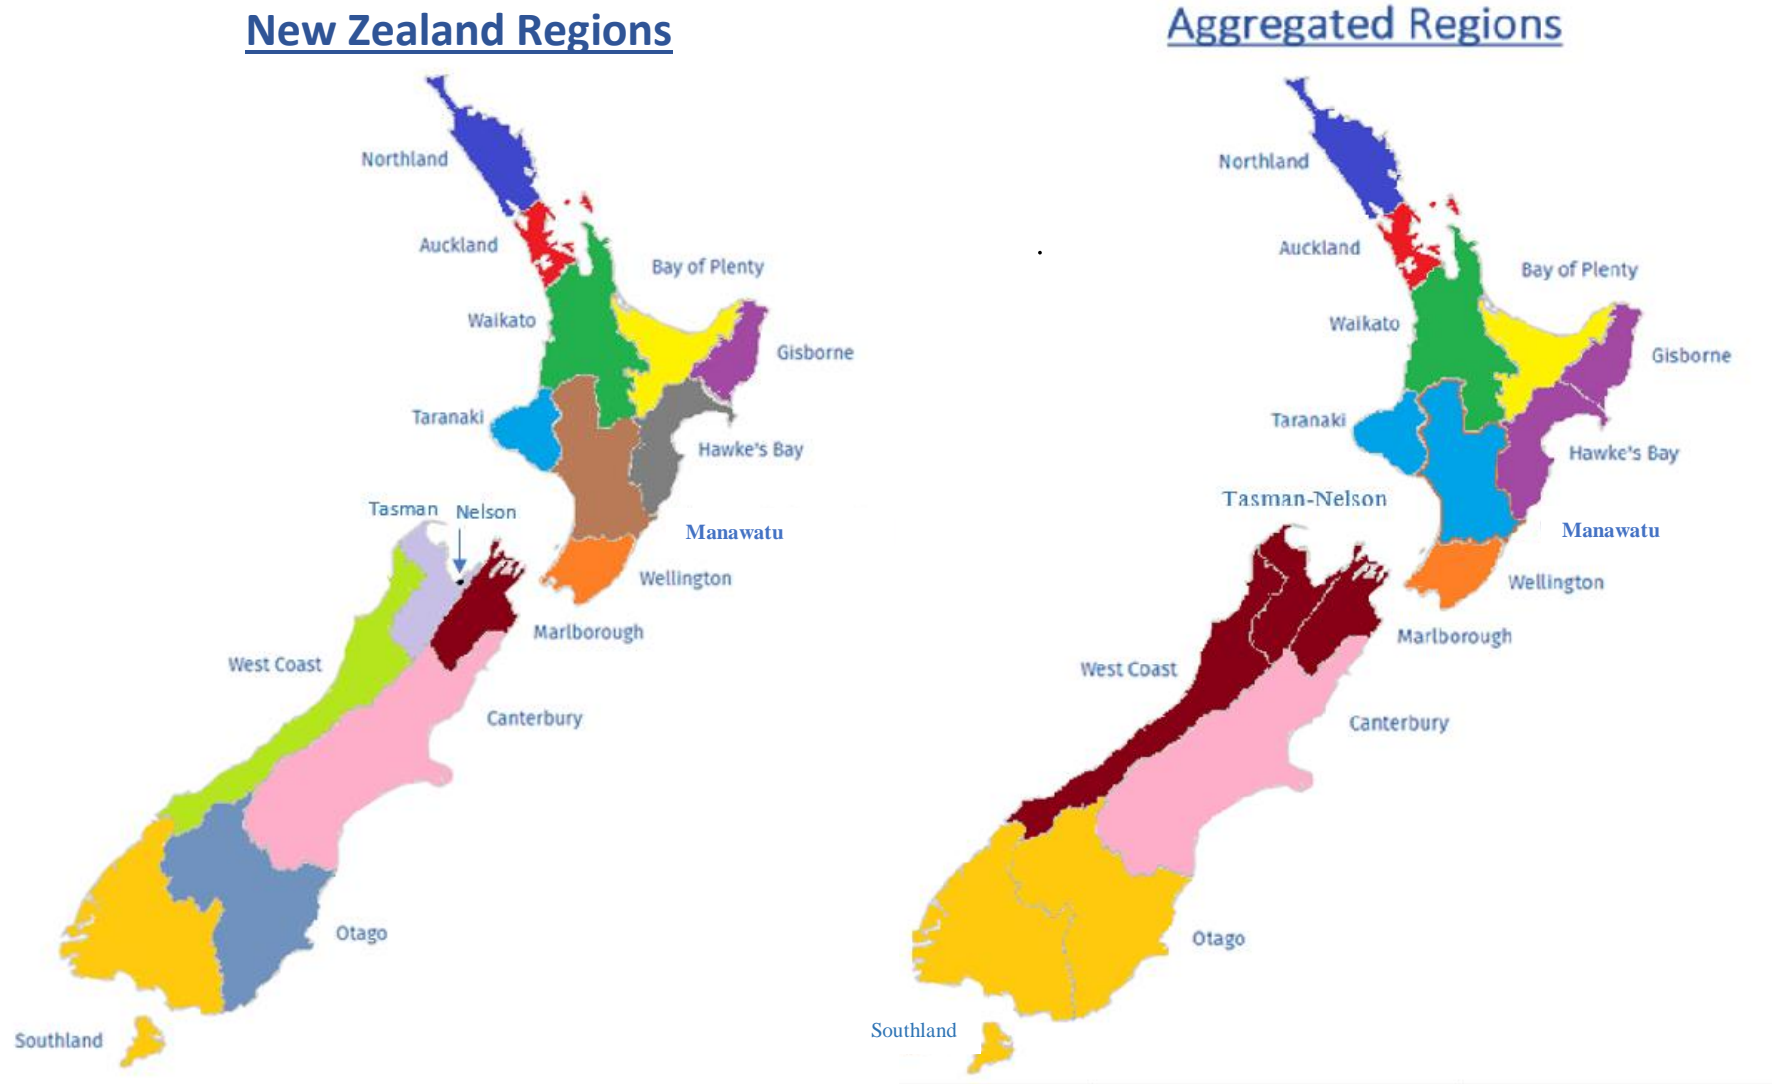 New Zealand Regions
Northland
Auckland
Bay of Plenty
Waikato
Gisborne
Taranaki
Hawke's Bay
Tasman
Nelson
Manawatu
Wellington
Marlborough
West Coast
Canterbury
Otago
Southland
Aggregated Regions
Northland
Auckland
Bay of Plenty
Waikato
Gisborne
Taranaki
Hawke's Bay
Tasman-Nelson
Manawatu
Wellington
Marlborough
West Coast
Canterbury
Otago
Southland